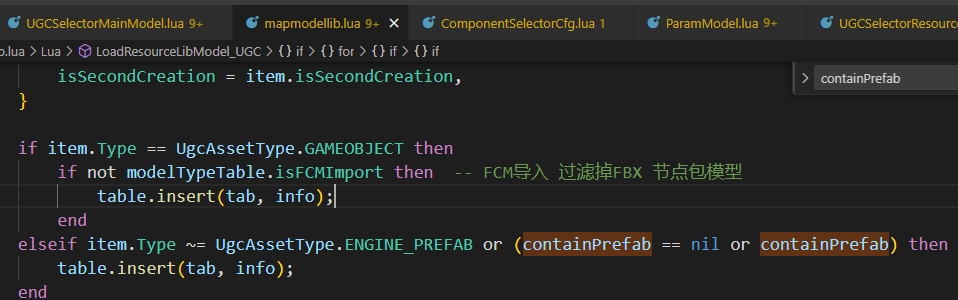 UGCSelectorMainModel.lua 9+
mapmodellib.lua 9+
ComponentSelectorCfg.lua 1
ParamModel.lua 9+
UGCSelectorResource
b.lua > Lua > LoadResourceLibModel_UGC > {} if > {} for > {} if > {} if
containPrefab
isSecondCreation = item.isSecondCreation,
}
if item.Type == UgcAssetType.GAMEOBJECT then
if not modelTypeTable.isFCMImport then -- FCM导入 过滤掉FBX 节点包模型
table.insert(tab, info);
end
elseif item.Type ~= UgcAssetType.ENGINE_PREFAB or (containPrefab == nil or containPrefab) then
table.insert(tab, info);
end